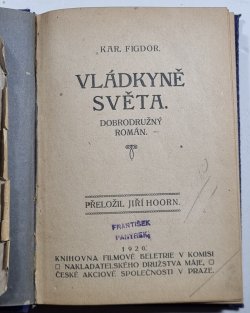 KAR. FIGDOR.
VLÁDKYNĚ
SVĚTA.
DOBRODRUŽNÝ
ROMÁN.
PŘELOŽIL JIŘÍ HOORN.
FRANTIŠEK
1920.
KNIHOVNA FILMOVÉ BELETRIE V KOMISI
NAKLADATELSKÉHO DRUŽSTVA MÁJE,
ČESKÉ AKCIOVÉ SPOLEČNOSTI V PRAZE.